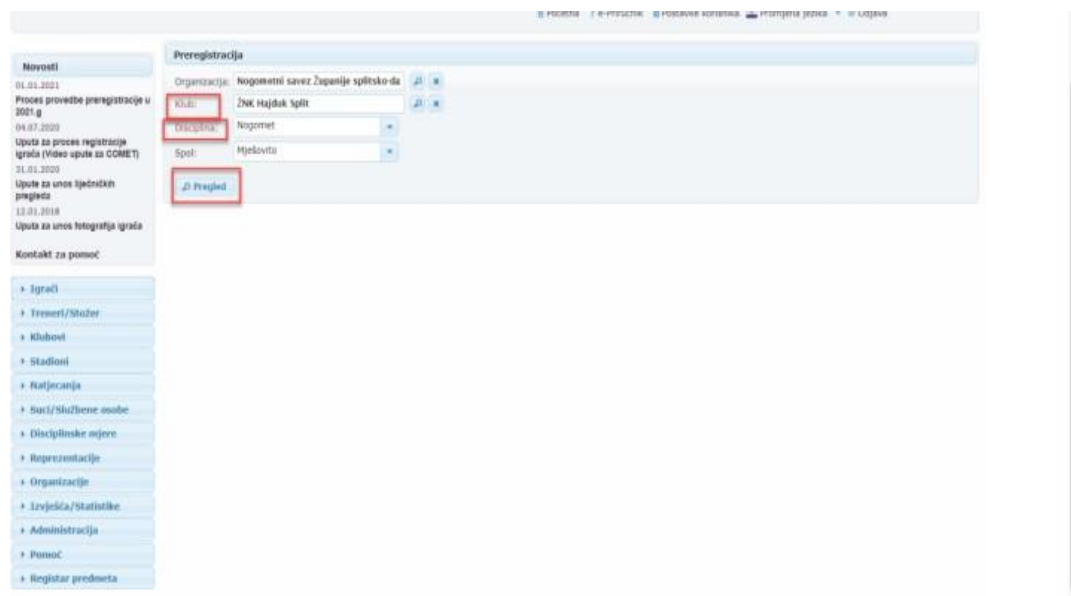 Početna ? e-Priručnik Postavke korisnika Promjena jezika Odjava
Novosti
01.01.2021
Proces provedbe preregistracije u
2021.g
04.07.2020
Uputa za proces registracije
igrača (Video upute za COMET)
31.01.2020
Upute za unos liječničkih
pregleda
12.01.2018
Uputa za unos fotografija igrača
Kontakt za pomoć
Igrači
Treneri/Stožer
Klubovi
Stadioni
Natjecanja
Suci/Službene osobe
Disciplinske mjere
Reprezentacije
Organizacije
Izvješća/Statistike
Administracija
Pomoć
Registar predmeta
Preregistracija
Organizacija: Nogometni savez Županije splitsko-da
Klub: ŽNK Hajduk Split
Disciplina: Nogomet
Spol: Mješovito
Pregled